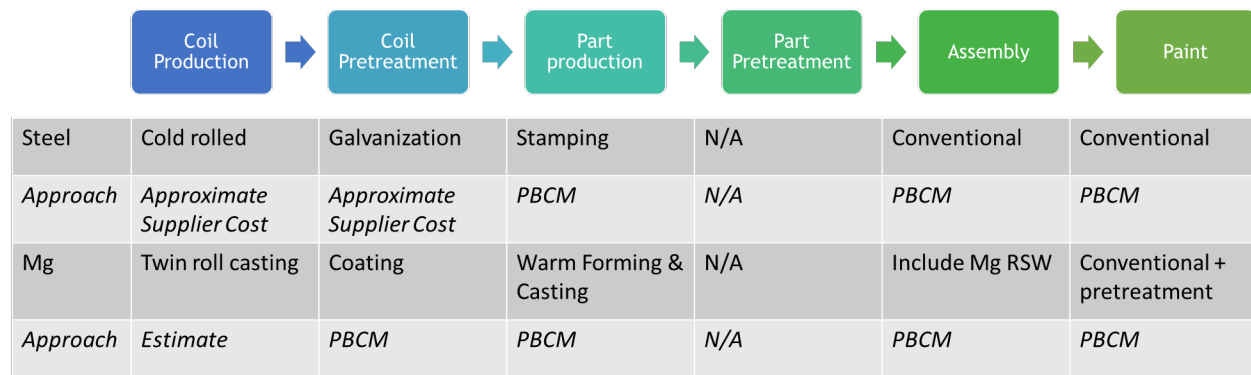 Coil
Production
Coil
Pretreatment
Part
production
Part
Pretreatment
Assembly
Paint
Steel
Cold rolled
Galvanization
Stamping
N/A
Conventional
Conventional
Approach
Approximate
Supplier Cost
Approximate
Supplier Cost
PBCM
N/A
PBCM
PBCM
Mg
Twin roll casting
Coating
Warm Forming &
Casting
N/A
Include Mg RSW
Conventional +
pretreatment
Approach
Estimate
PBCM
PBCM
N/A
PBCM
PBCM